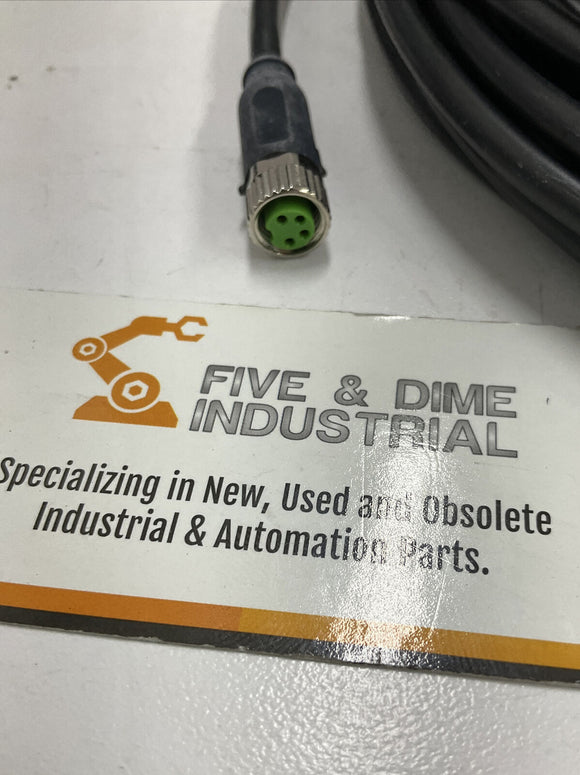 FIVE & DIME
INDUSTRIAL
Specializing in New, Used and Obsolete
Industrial & Automation Parts.